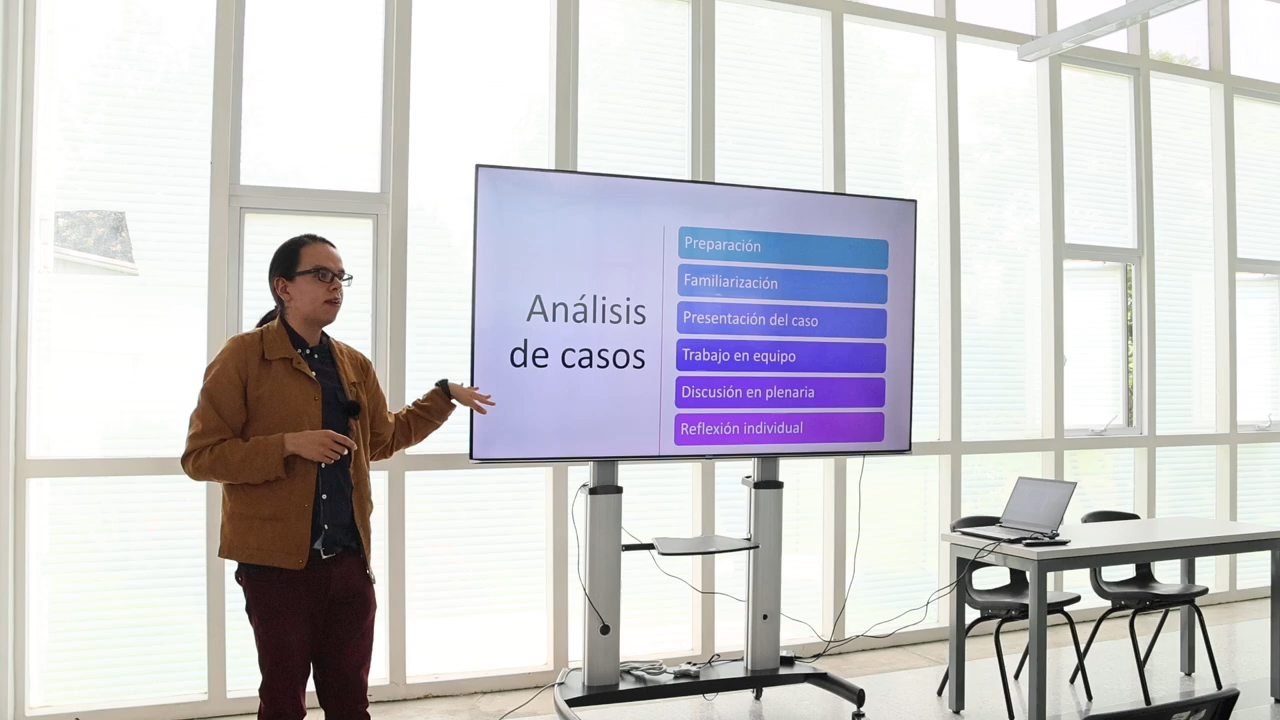 Análisis
de casos
Preparación
Familiarización
Presentación del caso
Trabajo en equipo
Discusión en plenaria
Reflexión individual